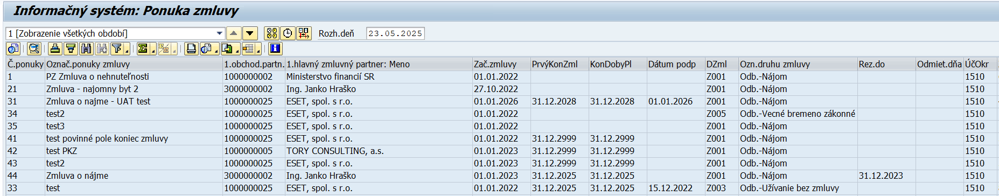 Informačný systém: Ponuka zmluvy
1 [Zobrazenie všetkých období] Rozh.deň 23.05.2025
Č.ponuky Označ.ponuky zmluvy 1.obchod.partn. 1.hlavný zmluvný partner: Meno Zač.zmluvy PrvýKonZml KonDobyPl Dátum podp DZml Ozn.druhu zmluvy Rez.do Odmiet.dňa ÚčOkr
1 PZ Zmluva o nehnuteľnosti 1000000002 Ministerstvo financií SR 01.01.2022 Z001 Odb.-Nájom 1510
21 Zmluva - najomny byt 2 3000000002 Ing. Janko Hraško 27.10.2022 Z001 Odb.-Nájom 1510
31 Zmluva o najme - UAT test 1000000025 ESET, spol. s r.o. 01.01.2026 31.12.2028 31.12.2028 01.01.2026 Z001 Odb.-Nájom 1510
34 test2 1000000025 ESET, spol. s r.o. 01.01.2022 Z005 Odb.-Vecné bremeno zákonné 1510
35 test3 1000000025 ESET, spol. s r.o. 01.01.2022 Z001 Odb.-Nájom 1510
41 test povinné pole koniec zmluvy 1000000025 ESET, spol. s r.o. 01.01.2022 31.12.2999 31.12.2999 Z001 Odb.-Nájom 1510
42 test PKZ 1000000005 TORY CONSULTING, a.s. 01.01.2023 31.12.2999 31.12.2999 Z001 Odb.-Nájom 1510
43 test2 1000000025 ESET, spol. s r.o. 01.01.2023 31.12.2999 31.12.2999 Z001 Odb.-Nájom 1510
44 Zmluva o nájme 3000000002 Ing. Janko Hraško 01.01.2023 31.12.2025 31.12.2025 Z001 Odb.-Nájom 31.12.2023 1510
33 test 1000000025 ESET, spol. s r.o. 01.01.2022 31.12.2025 31.12.2025 15.12.2022 Z003 Odb.-Užívanie bez zmluvy 1510